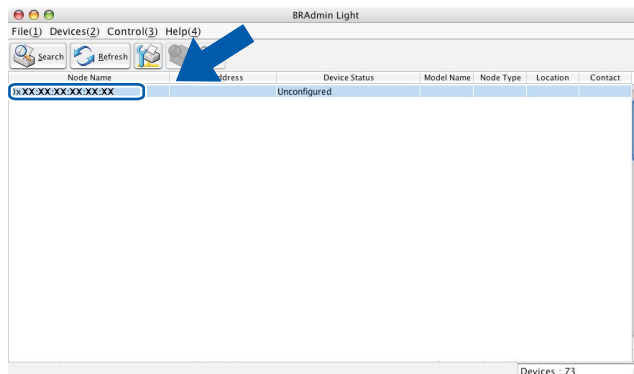 BRAdmin Light
File(1) Devices(2) Control(3) Help(4)
Search Refresh
Node Name Device Status Model Name Node Type Location Contact
XX:XX:XX:XX:XX:XX Unconfigured
Devices : 73